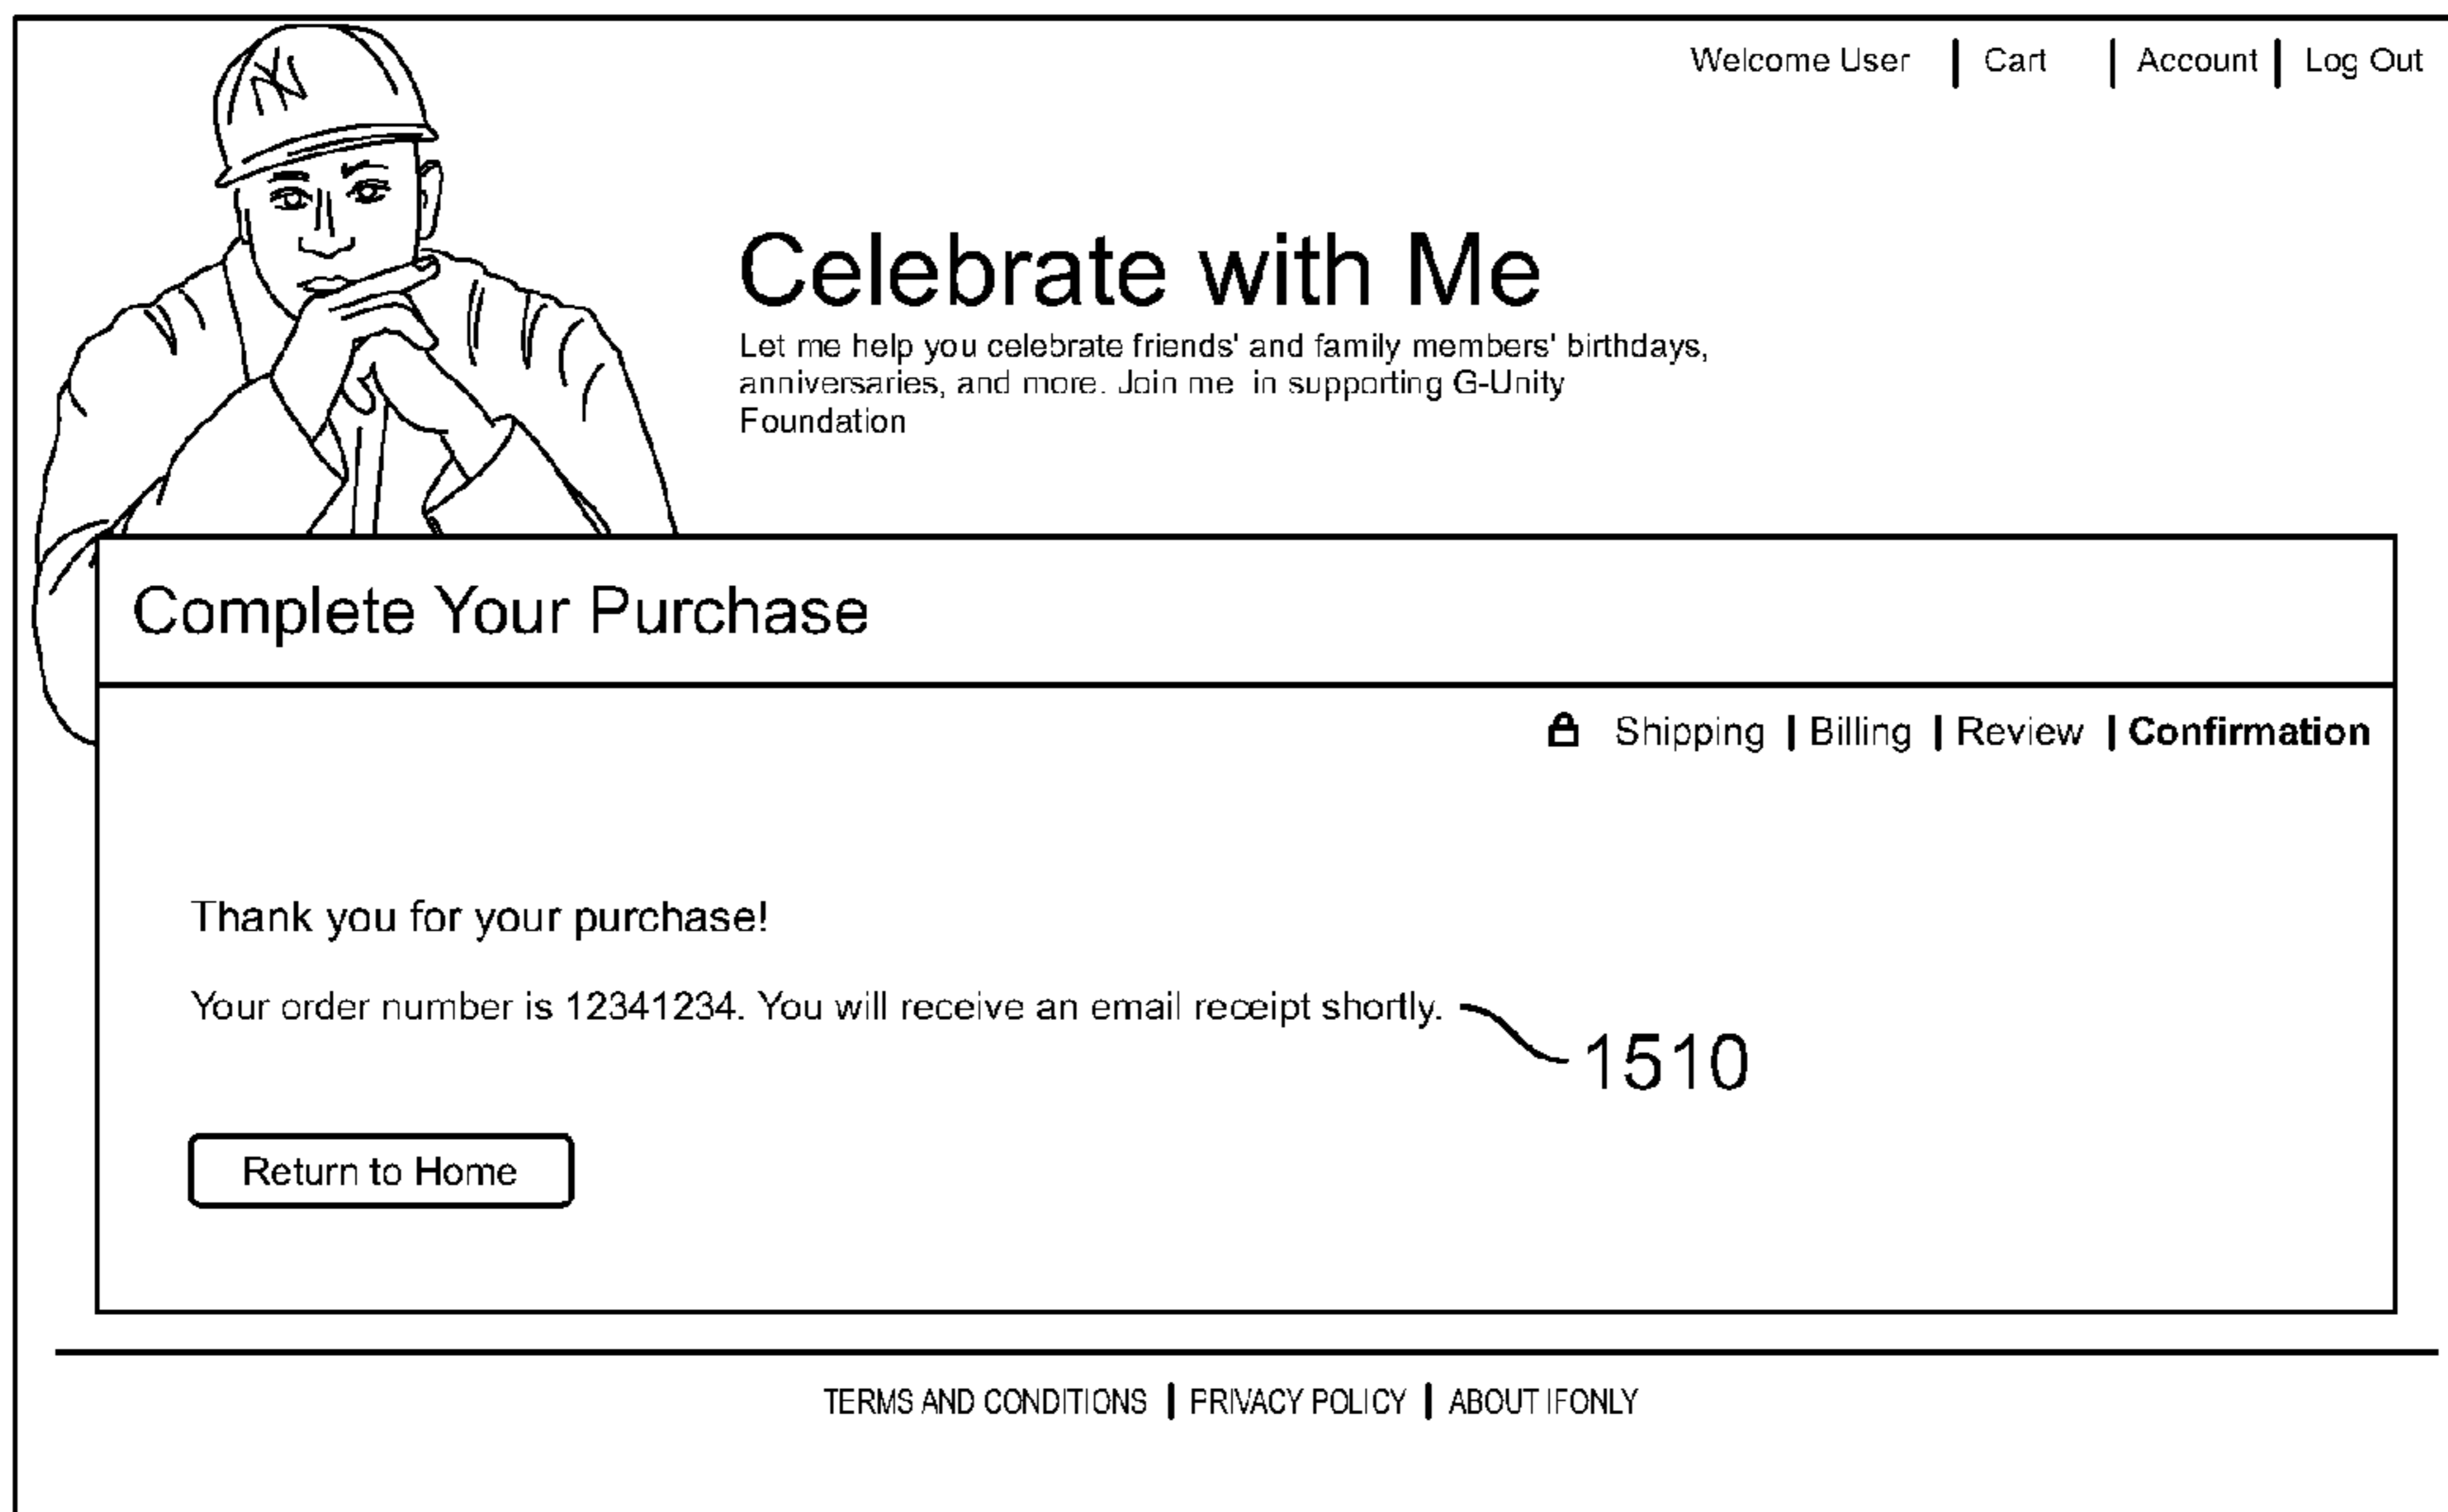 Welcome User | Cart | Account | Log Out
Celebrate with Me
Let me help you celebrate friends' and family members' birthdays,
anniversaries, and more. Join me in supporting G-Unity
Foundation
Complete Your Purchase
Shipping | Billing | Review | Confirmation
Thank you for your purchase!
Your order number is 12341234. You will receive an email receipt shortly.
1510
Return to Home
TERMS AND CONDITIONS | PRIVACY POLICY | ABOUT IFONLY